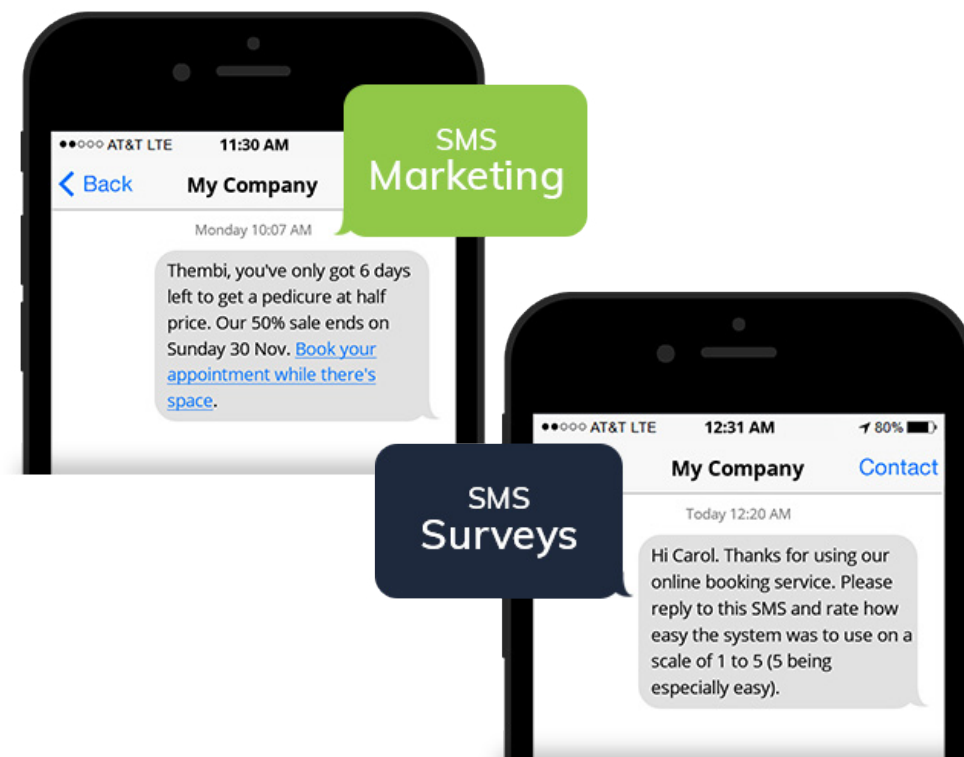 AT&T LTE 11:30 AM
Back My Company
Monday 10:07 AM
Thembi, you've only got 6 days
left to get a pedicure at half
price. Our 50% sale ends on
Sunday 30 Nov. Book your
appointment while there's
space.
SMS
Marketing
SMS
Surveys
AT&T LTE 12:31 AM 80%
My Company Contact
Today 12:20 AM
Hi Carol. Thanks for using our
online booking service. Please
reply to this SMS and rate how
easy the system was to use on a
scale of 1 to 5 (5 being
especially easy).